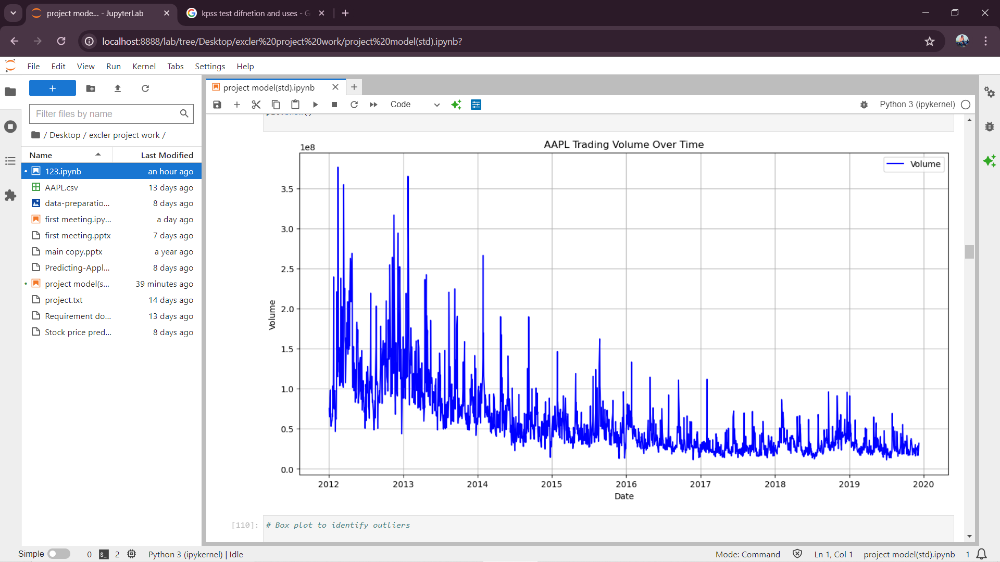 project mode... - JupyterLab
kpss test difnetion and uses - G
localhost:8888/lab/tree/Desktop/excler%20project%20work/project%20model(std).ipynb?
File Edit View Run Kernel Tabs Settings Help
+
Filter files by name
/ Desktop / excler project work /
Name Last Modified
123.ipynb an hour ago
AAPL.csv 13 days ago
data-preparatio... 8 days ago
first meeting.ipy... a day ago
first meeting.pptx 7 days ago
main copy.pptx a year ago
Predicting-Appl... 8 days ago
project model(s... 39 minutes ago
project.txt 14 days ago
Requirement do... 13 days ago
Stock price pred... 8 days ago
project model(std).ipynb
Code
Python 3 (ipykernel)
AAPL Trading Volume Over Time
1e8
Volume
3.5
3.0
2.5
2.0
1.5
1.0
0.5
0.0
Volume
2012 2013 2014 2015 2016 2017 2018 2019 2020
Date
[110]: # Box plot to identify outliers
Simple 0 $_ 2 Python 3 (ipykernel) | Idle
Mode: Command Ln 1, Col 1 project model(std).ipynb 1